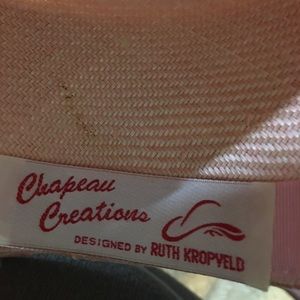 Chapeau
Creations
DESIGNED BY RUTH KROPVELD